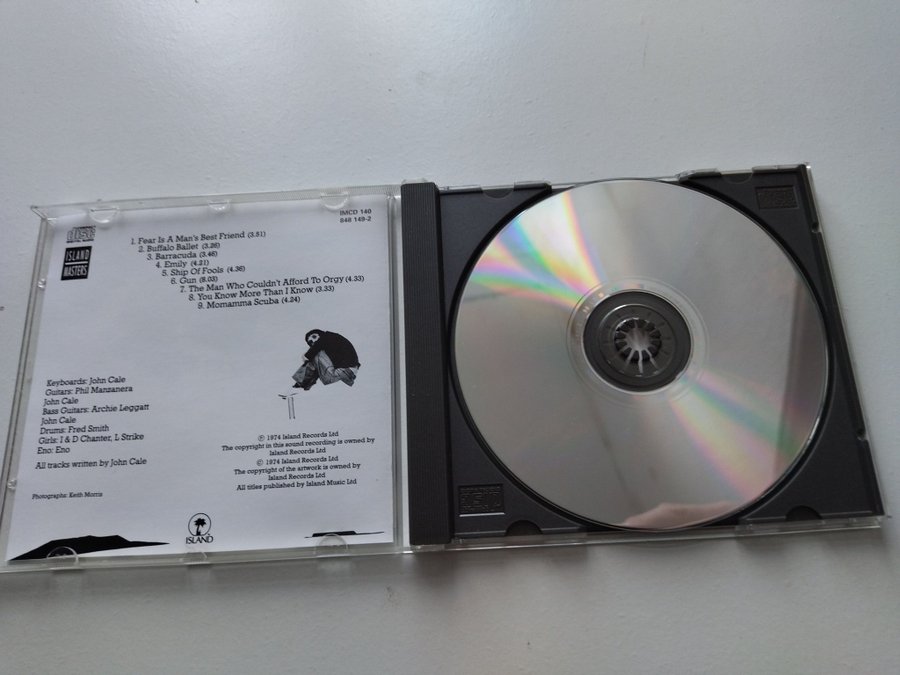 IMCD 140
848 149-2
COMPACT
disc
DIGITAL AUDIO
ISLAND
MASTERS
1. Fear Is A Man's Best Friend (3.51)
2. Buffalo Ballet (3.26)
3. Barracuda (3.46)
4. Emily (4.21)
5. Ship Of Fools (4.36)
6. Gun (8.03)
7. The Man Who Couldn't Afford To Orgy (4.33)
8. You Know More Than I Know (3.33)
9. Momamma Scuba (4.24)
Keyboards: John Cale
Guitars: Phil Manzanera
John Cale
Bass Guitars: Archie Leggatt
John Cale
Drums: Fred Smith
Girls: I & D Chanter, L Strike
Eno: Eno
All tracks written by John Cale
Photographs: Keith Morris
℗ 1974 Island Records Ltd
The copyright in this sound recording is owned by
Island Records Ltd
© 1974 Island Records Ltd
The copyright of the artwork is owned by
Island Records Ltd
All titles published by Island Music Ltd
ISLAND